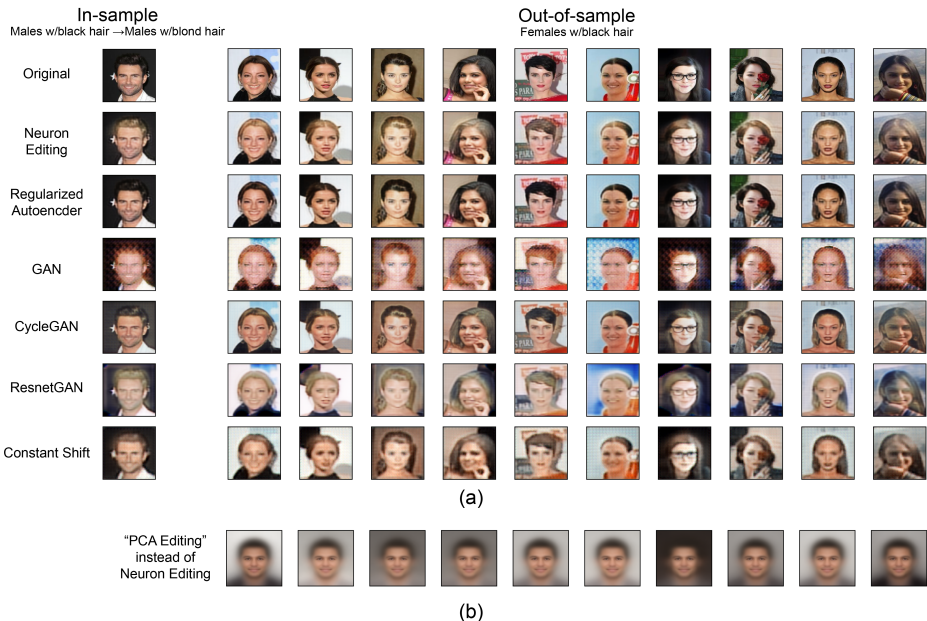 In-sample
Males w/black hair →Males w/blond hair
Out-of-sample
Females w/black hair
Original
Neuron
Editing
Regularized
Autoencder
GAN
CycleGAN
ResnetGAN
Constant Shift
(a)
"PCA Editing"
instead of
Neuron Editing
(b)